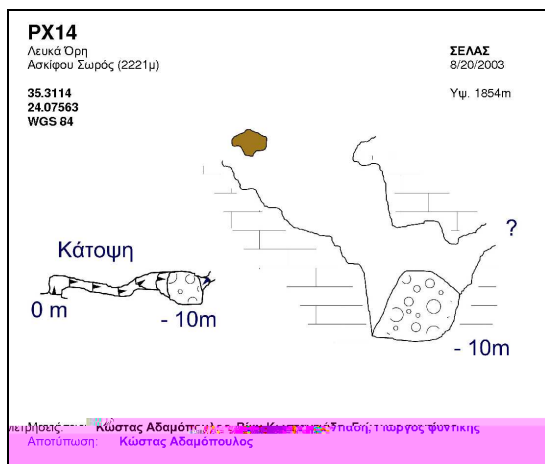 PX14
Λευκά Όρη
Ασκίφου Σωρός (2221μ)
ΣΕΛΑΣ
8/20/2003
35.3114
24.07563
WGS 84
Υψ. 1854m
?
Κάτοψη
0 m
- 10m
- 10m
Κώστας Αδαμόπουλος
Αποτύπωση: Κώστας Αδαμόπουλος